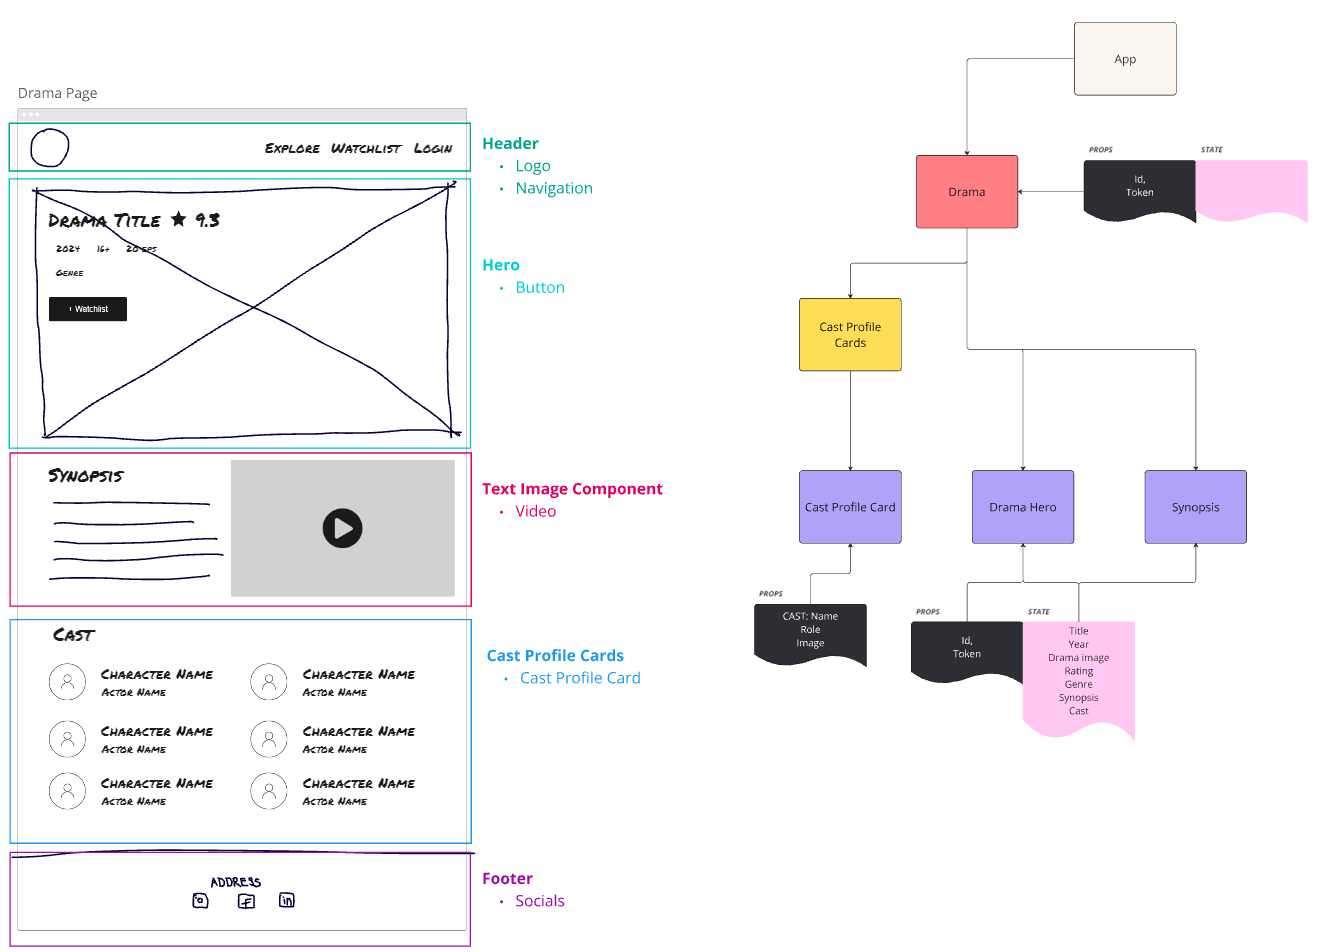 Drama Page
Explore Watchlist Login
Header
• Logo
• Navigation
Drama Title ★ 9.3
2024 16+ 20 eps
Genre
+ Watchlist
Hero
• Button
Synopsis
Text Image Component
• Video
Cast
Character Name
Actor Name
Character Name
Actor Name
Character Name
Actor Name
Character Name
Actor Name
Character Name
Actor Name
Character Name
Actor Name
Cast Profile Cards
• Cast Profile Card
ADDRESS
f
in
Footer
• Socials
App
Drama
PROPS
Id,
Token
STATE
Cast Profile
Cards
Cast Profile Card
Drama Hero
Synopsis
PROPS
CAST: Name
Role
Image
PROPS
Id,
Token
STATE
Title
Year
Drama image
Rating
Genre
Synopsis
Cast